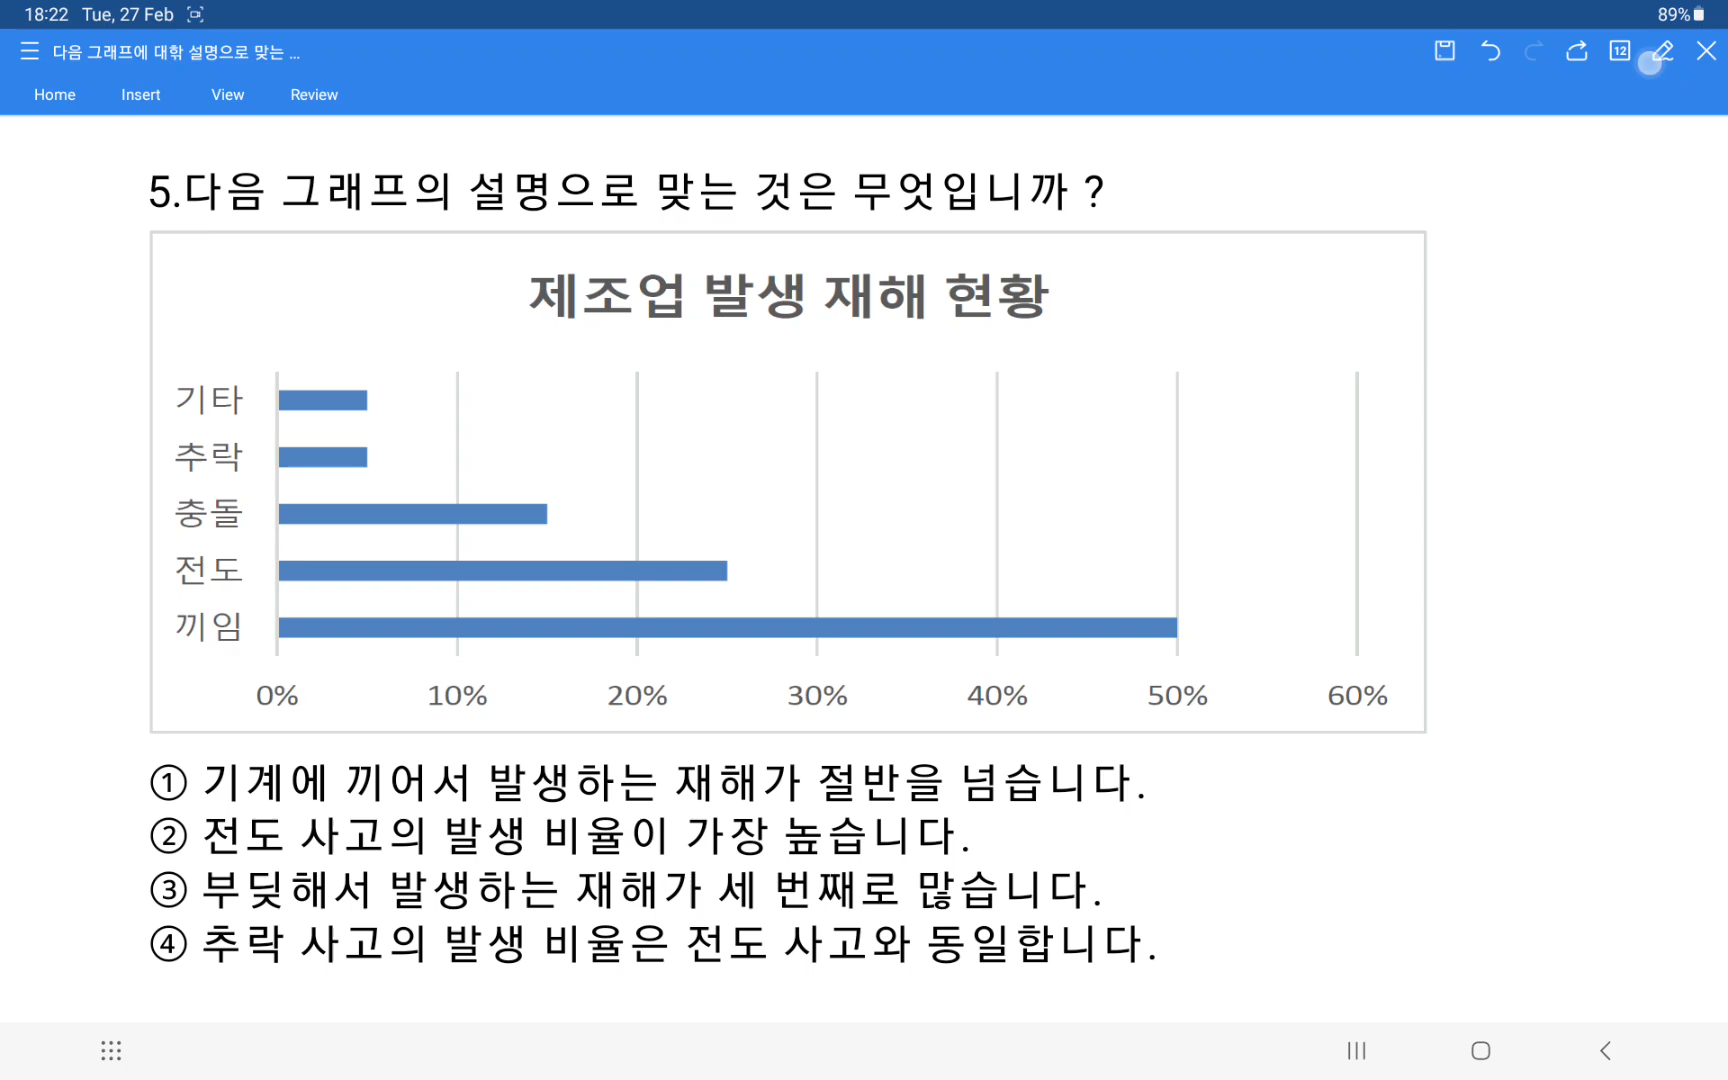 18:22 Tue, 27 Feb
89%
다음 그래프에 대한 설명으로 맞는 ...
12
Home Insert View Review
5.다음 그래프의 설명으로 맞는 것은 무엇입니까 ?
제조업 발생 재해 현황
기타
추락
충돌
전도
끼임
0% 10% 20% 30% 40% 50% 60%
① 기계에 끼어서 발생하는 재해가 절반을 넘습니다.
② 전도 사고의 발생 비율이 가장 높습니다.
③ 부딪해서 발생하는 재해가 세 번째로 많습니다.
④ 추락 사고의 발생 비율은 전도 사고와 동일합니다.